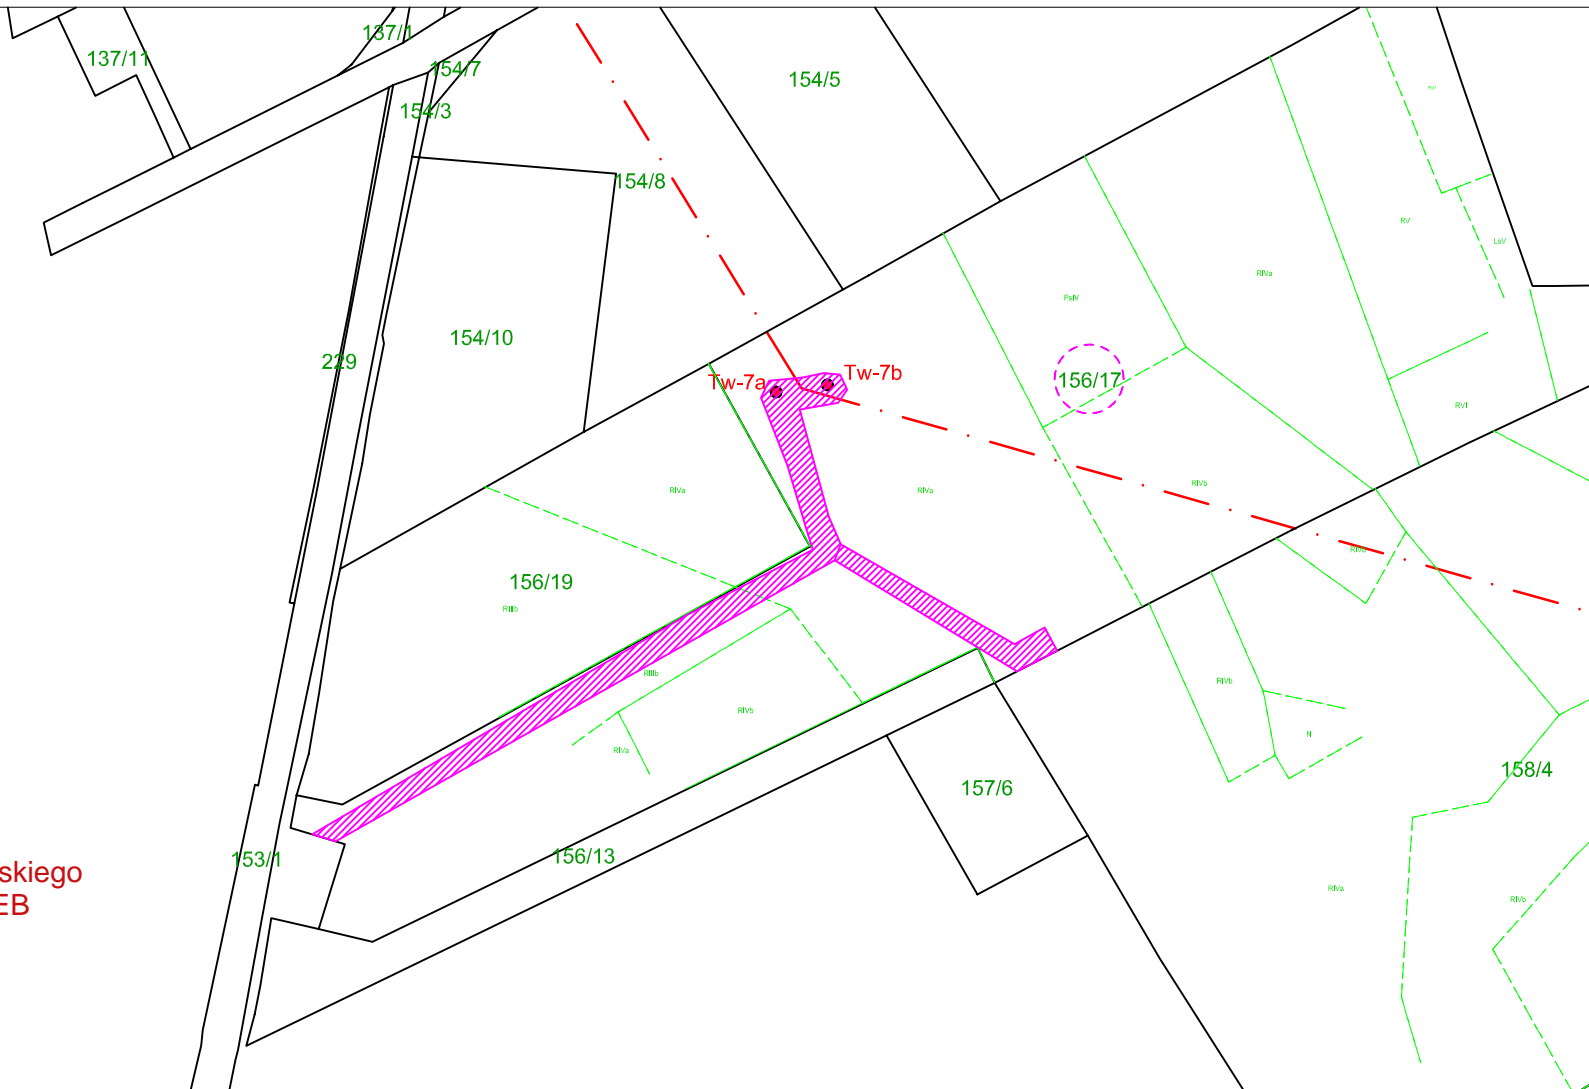 137/1
137/11
154/7
154/5
154/3
154/8
229
154/10
Tw-7a
Tw-7b
156/17
156/19
153/1
156/13
157/6
158/4
skiego
EB
PsIV
RIVa
RV
LsV
RVI
RIVb
RIVa
RIVa
RIIIb
RIVb
RIVa
RIVb
N
RIVa
RIVb